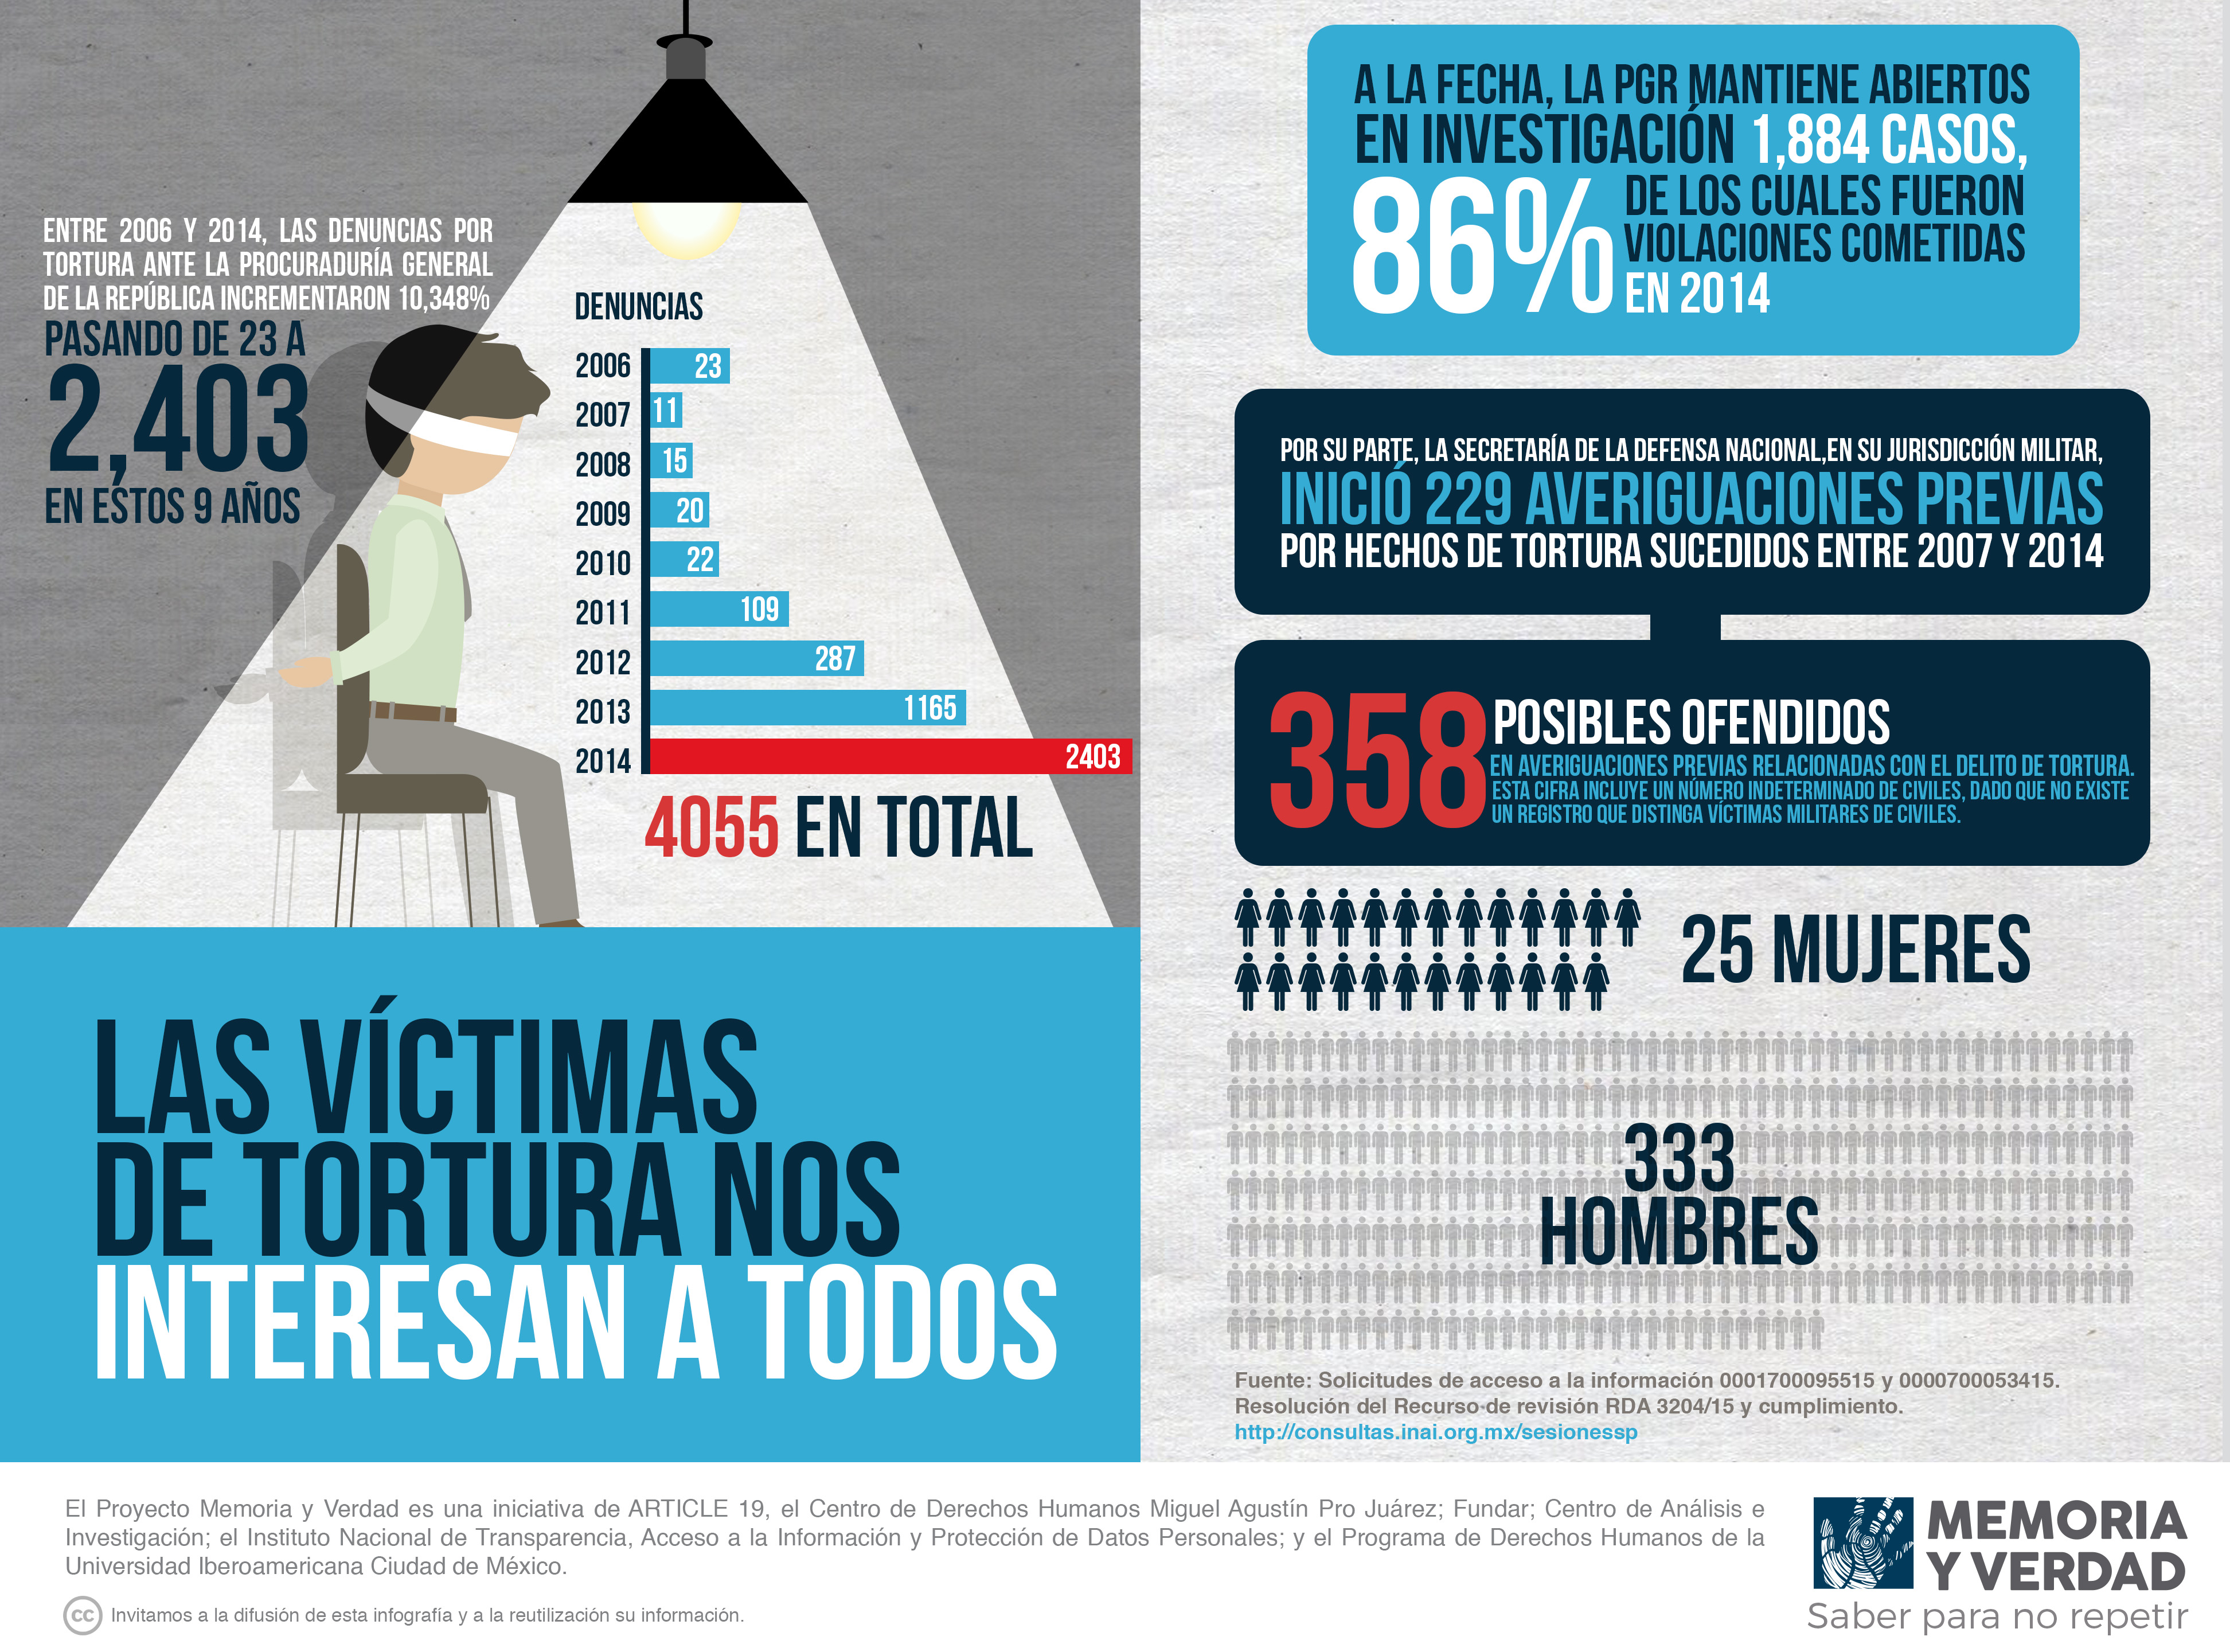 ENTRE 2006 Y 2014, LAS DENUNCIAS POR
TORTURA ANTE LA PROCURADURÍA GENERAL
DE LA REPÚBLICA INCREMENTARON 10,348%
PASANDO DE 23 A
2,403
EN ESTOS 9 AÑOS
DENUNCIAS
2006 23
2007 11
2008 15
2009 20
2010 22
2011 109
2012 287
2013 1165
2014 2403
4055 EN TOTAL
LAS VÍCTIMAS
DE TORTURA NOS
INTERESAN A TODOS
A LA FECHA, LA PGR MANTIENE ABIERTOS
EN INVESTIGACIÓN 1,884 CASOS,
86% DE LOS CUALES FUERON
VIOLACIONES COMETIDAS
EN 2014
POR SU PARTE, LA SECRETARÍA DE LA DEFENSA NACIONAL,EN SU JURISDICCIÓN MILITAR,
INICIÓ 229 AVERIGUACIONES PREVIAS
POR HECHOS DE TORTURA SUCEDIDOS ENTRE 2007 Y 2014
358 POSIBLES OFENDIDOS
EN AVERIGUACIONES PREVIAS RELACIONADAS CON EL DELITO DE TORTURA.
ESTA CIFRA INCLUYE UN NÚMERO INDETERMINADO DE CIVILES, DADO QUE NO EXISTE
UN REGISTRO QUE DISTINGA VÍCTIMAS MILITARES DE CIVILES.
25 MUJERES
333
HOMBRES
Fuente: Solicitudes de acceso a la información 0001700095515 y 0000700053415.
Resolución del Recurso de revisión RDA 3204/15 y cumplimiento.
http://consultas.inai.org.mx/sesionessp
El Proyecto Memoria y Verdad es una iniciativa de ARTICLE 19, el Centro de Derechos Humanos Miguel Agustín Pro Juárez; Fundar; Centro de Análisis e
Investigación; el Instituto Nacional de Transparencia, Acceso a la Información y Protección de Datos Personales; y el Programa de Derechos Humanos de la
Universidad Iberoamericana Ciudad de México.
cc Invitamos a la difusión de esta infografía y a la reutilización su información.
MEMORIA
Y VERDAD
Saber para no repetir